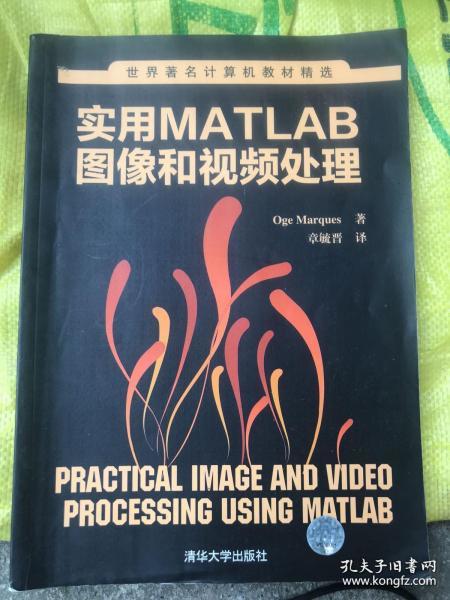 世界著名计算机教材精选
实用MATLAB
图像和视频处理
Oge Marques 著
章毓晋 译
PRACTICAL IMAGE AND VIDEO
PROCESSING USING MATLAB
清华大学出版社
孔夫子旧书网
www.kongfz.com